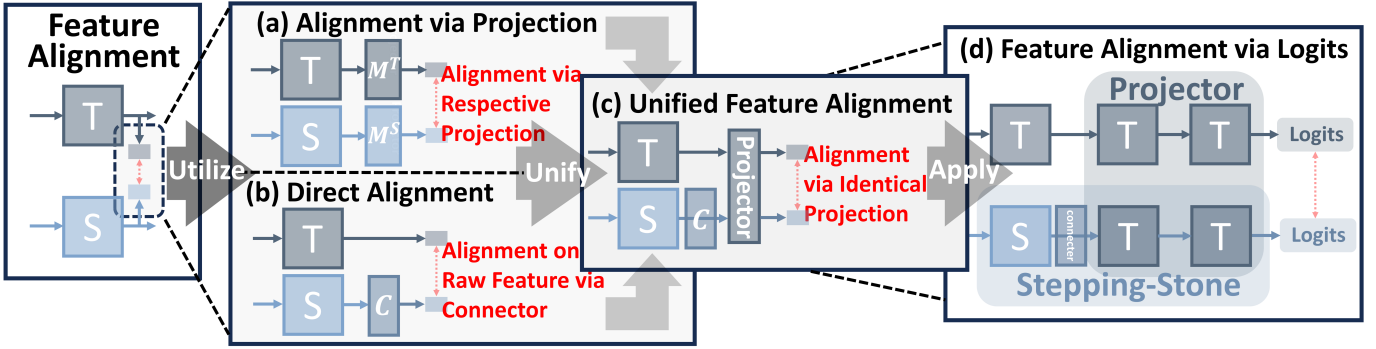 Feature
Alignment
T
S
Utilize
(a) Alignment via Projection
T
M^T
S
M^S
Alignment via
Respective
Projection
(b) Direct Alignment
T
S
C
Alignment on
Raw Feature via
Connector
Unify
(c) Unified Feature Alignment
T
S
C
Projector
Alignment
via Identical
Projection
Apply
(d) Feature Alignment via Logits
Projector
T
T
T
Logits
S
connecter
T
T
Logits
Stepping-Stone